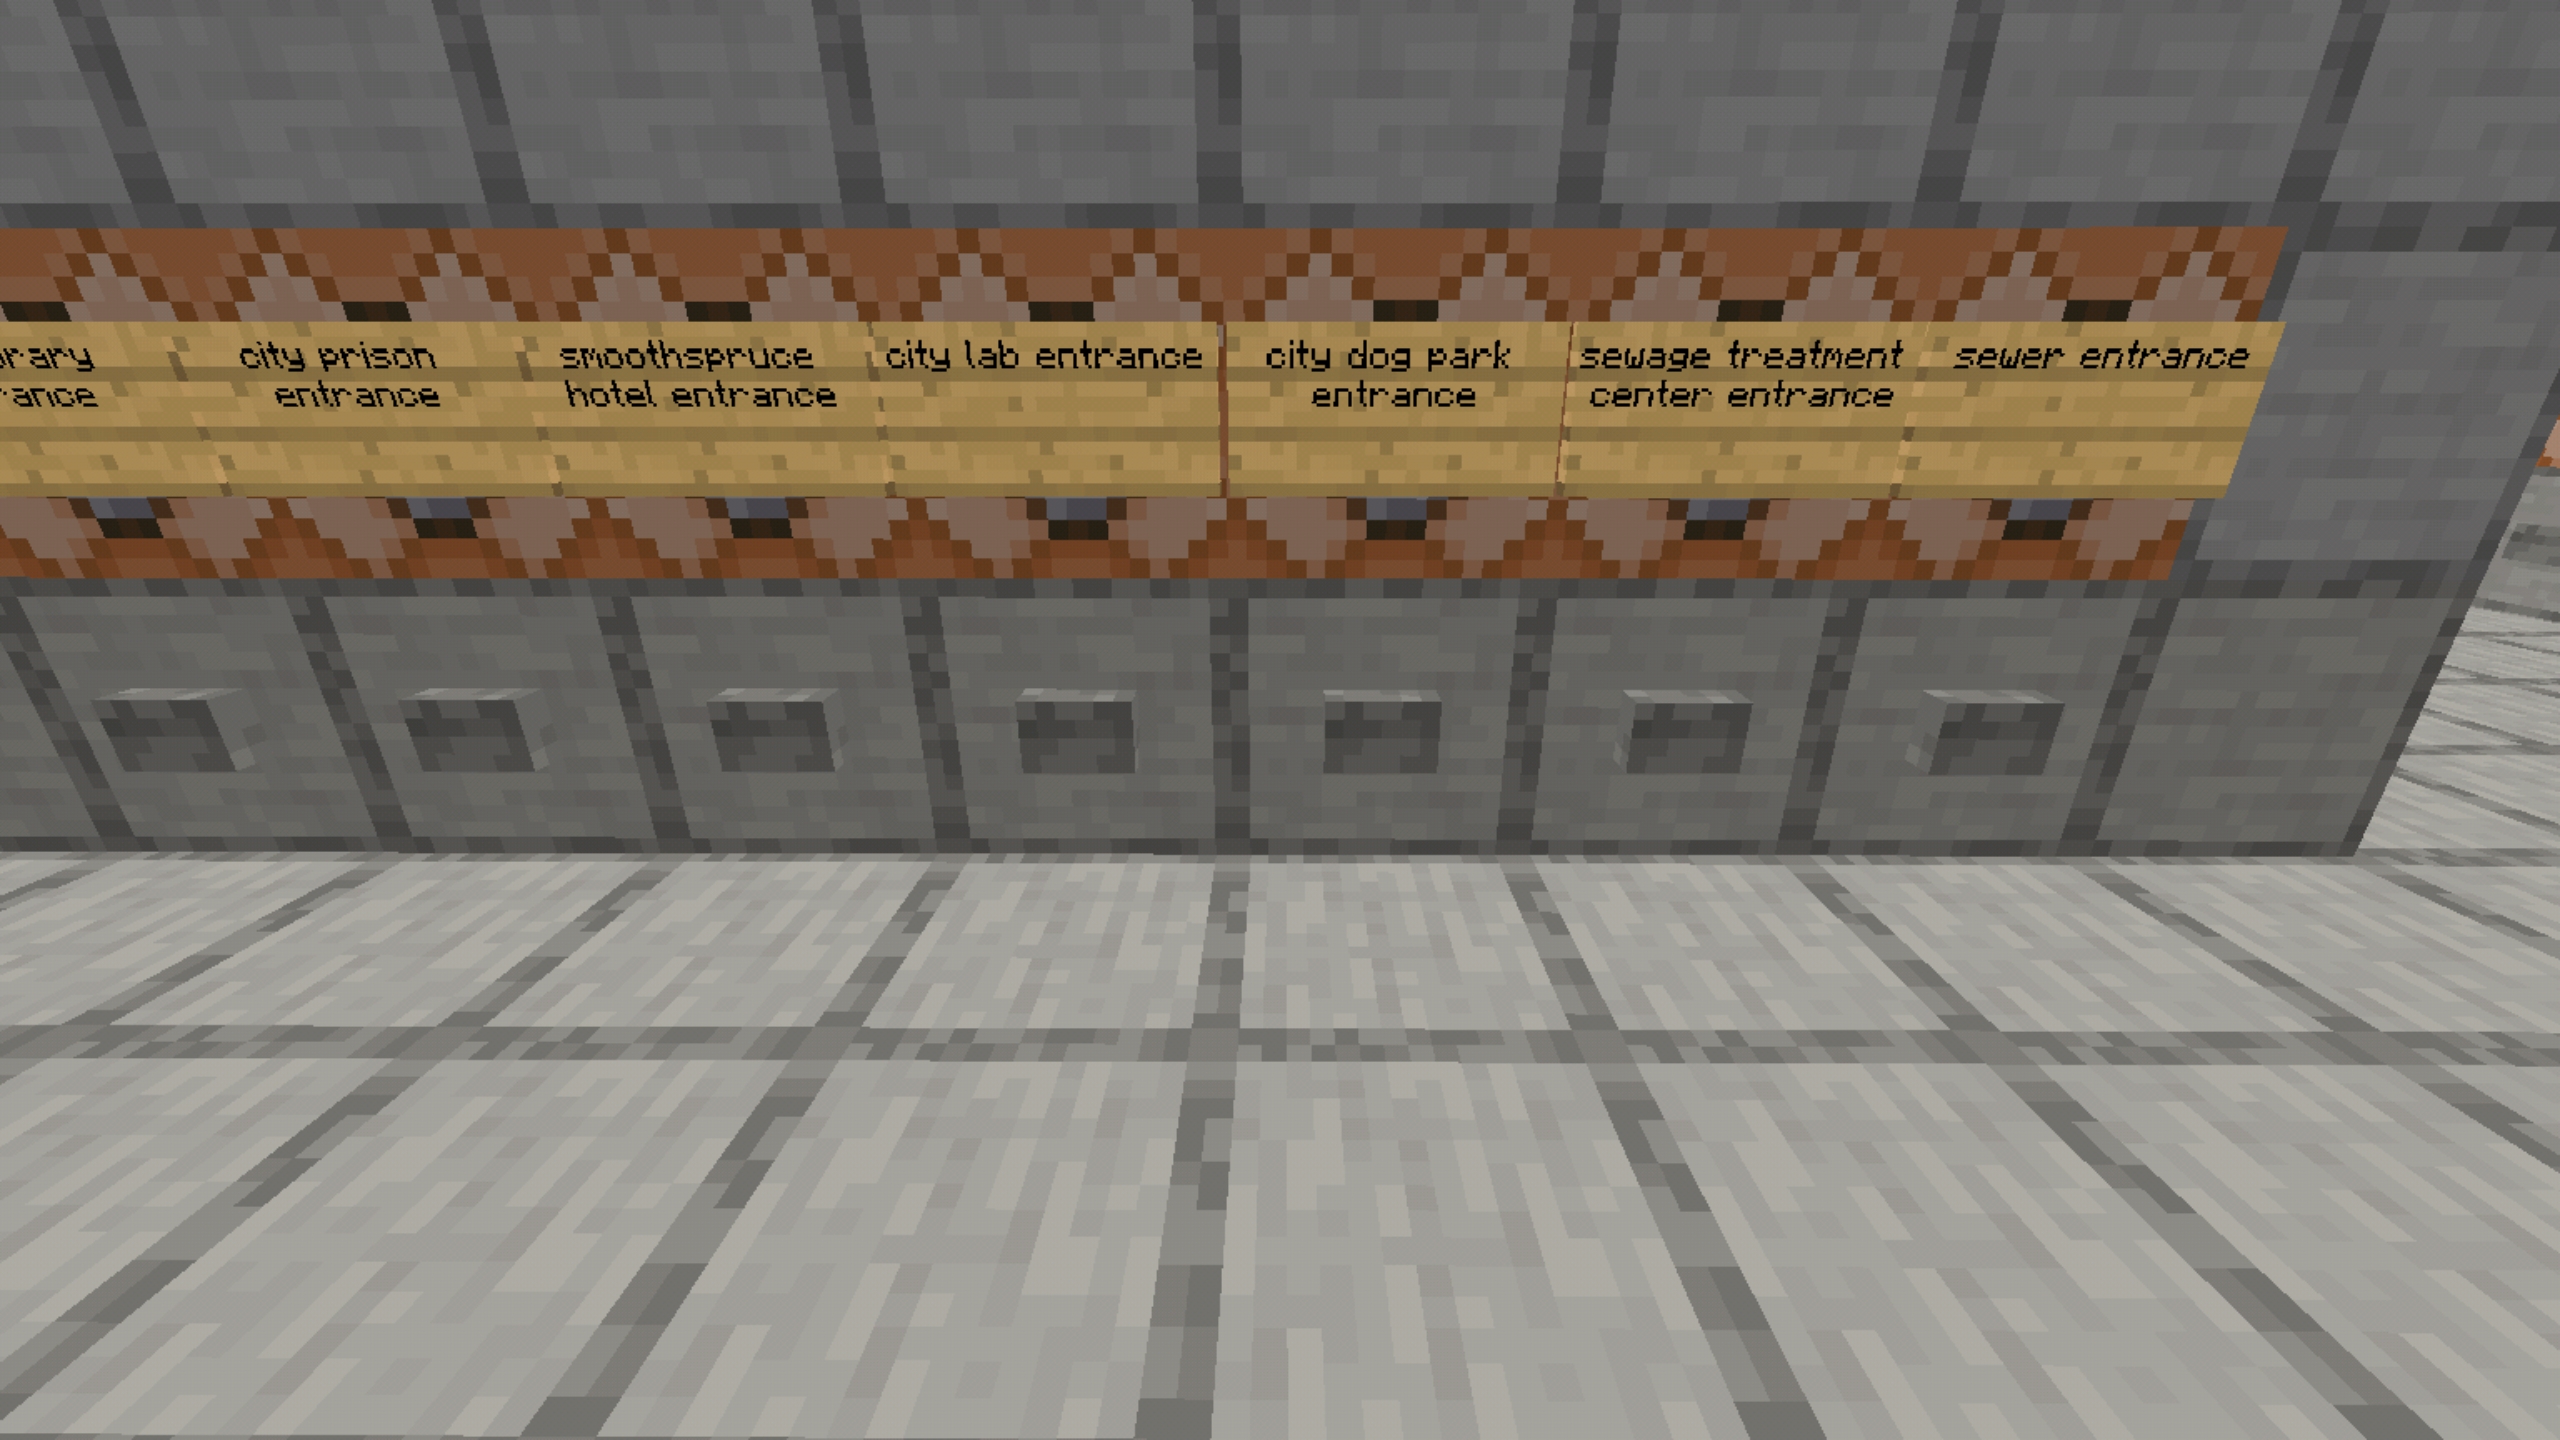 city prison
entrance
smoothspruce
hotel entrance
city lab entrance
city dog park
entrance
sewage treatment
center entrance
sewer entrance